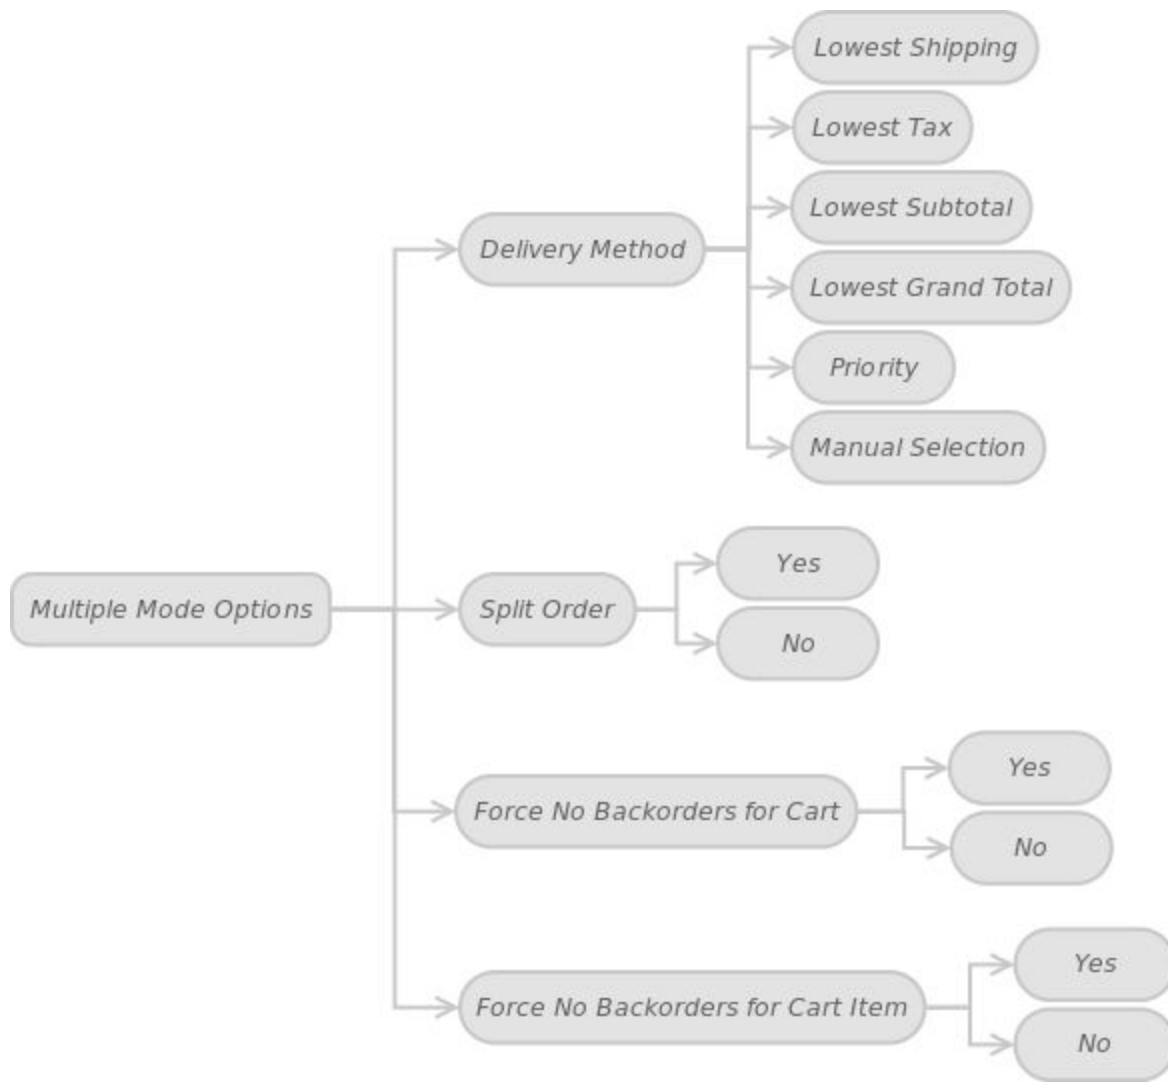 Lowest Shipping
Lowest Tax
Lowest Subtotal
Delivery Method
Lowest Grand Total
Priority
Manual Selection
Yes
Multiple Mode Options
Split Order
No
Yes
Force No Backorders for Cart
No
Yes
Force No Backorders for Cart Item
No